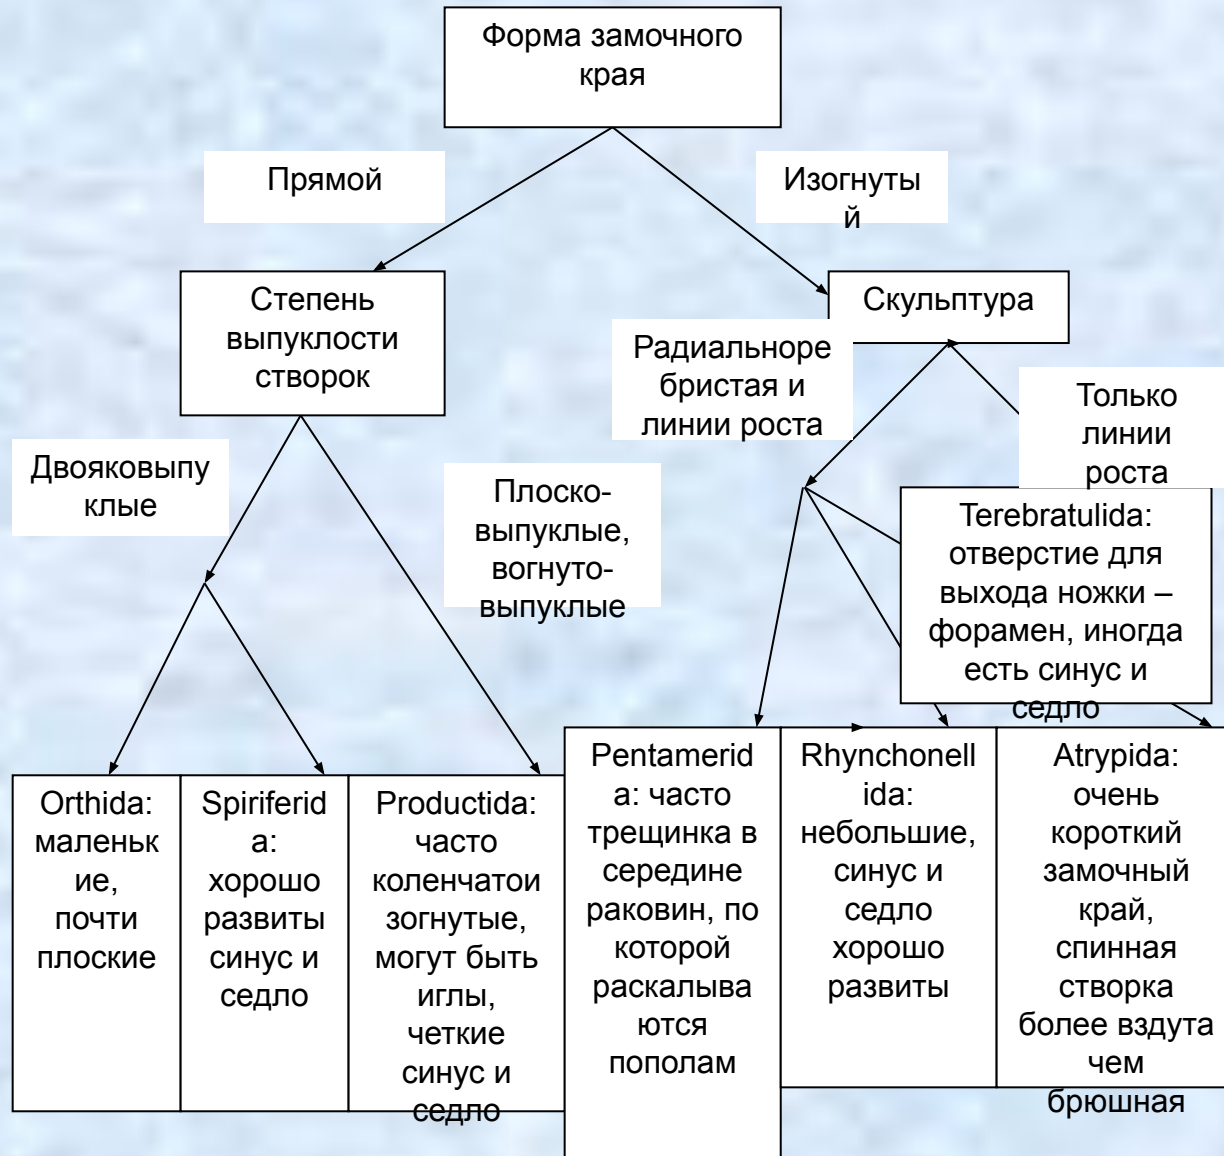 Форма замочного
края
Прямой
Изогнуты
й
Степень
выпуклости
створок
Скульптура
Радиальноре
бристая и
линии роста
Только
линии
роста
Двояковыпу
клые
Плоско-
выпуклые,
вогнуто-
выпуклые
Terebratulida:
отверстие для
выхода ножки –
форамен, иногда
есть синус и
седло
Orthida:
маленьк
ие,
почти
плоские
Spiriferid
a:
хорошо
развиты
синус и
седло
Productida:
часто
коленчатои
зогнутые,
могут быть
иглы,
четкие
синус и
седло
Pentamerid
a: часто
трещинка в
середине
раковин, по
которой
раскалыва
ются
пополам
Rhynchonell
ida:
небольшие,
синус и
седло
хорошо
развиты
Atrypida:
очень
короткий
замочный
край,
спинная
створка
более вздута
чем
брюшная